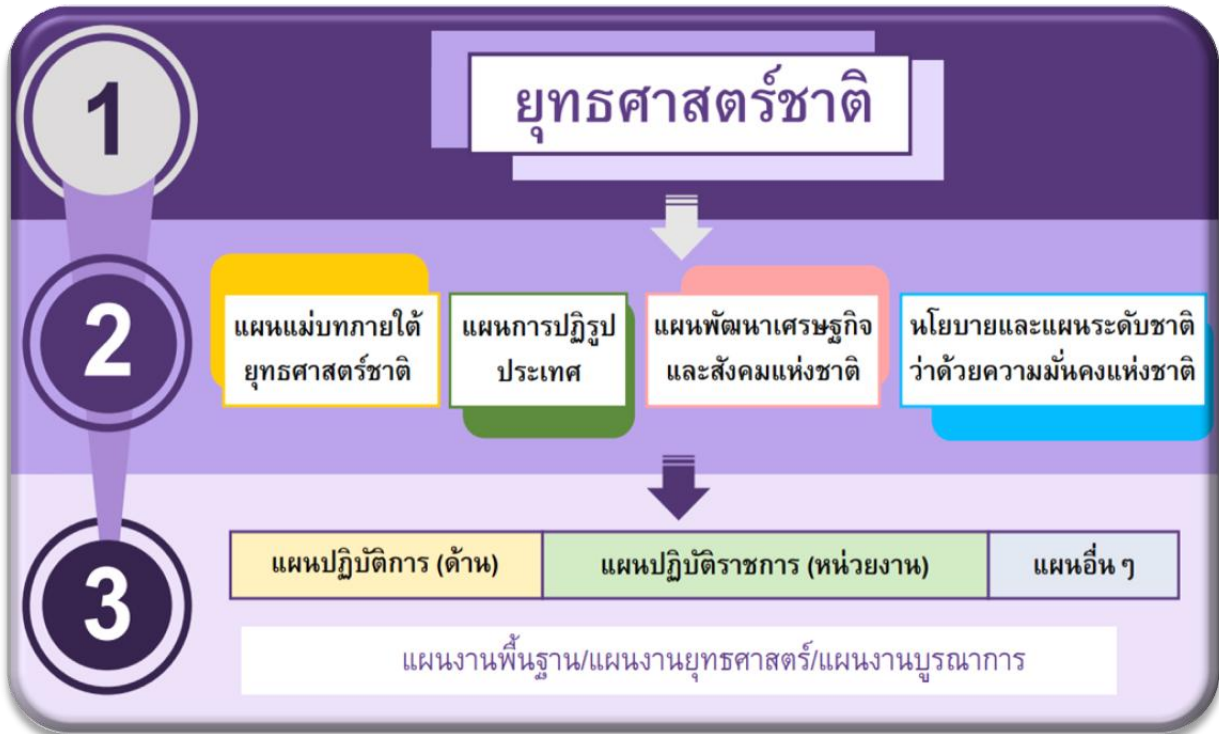 1
ยุทธศาสตร์ชาติ
2
แผนแม่บทภายใต้
ยุทธศาสตร์ชาติ
แผนการปฏิรูป
ประเทศ
แผนพัฒนาเศรษฐกิจ
และสังคมแห่งชาติ
นโยบายและแผนระดับชาติ
ว่าด้วยความมั่นคงแห่งชาติ
3
แผนปฏิบัติการ (ด้าน)
แผนปฏิบัติราชการ (หน่วยงาน)
แผนอื่น ๆ
แผนงานพื้นฐาน/แผนงานยุทธศาสตร์/แผนงานบูรณาการ